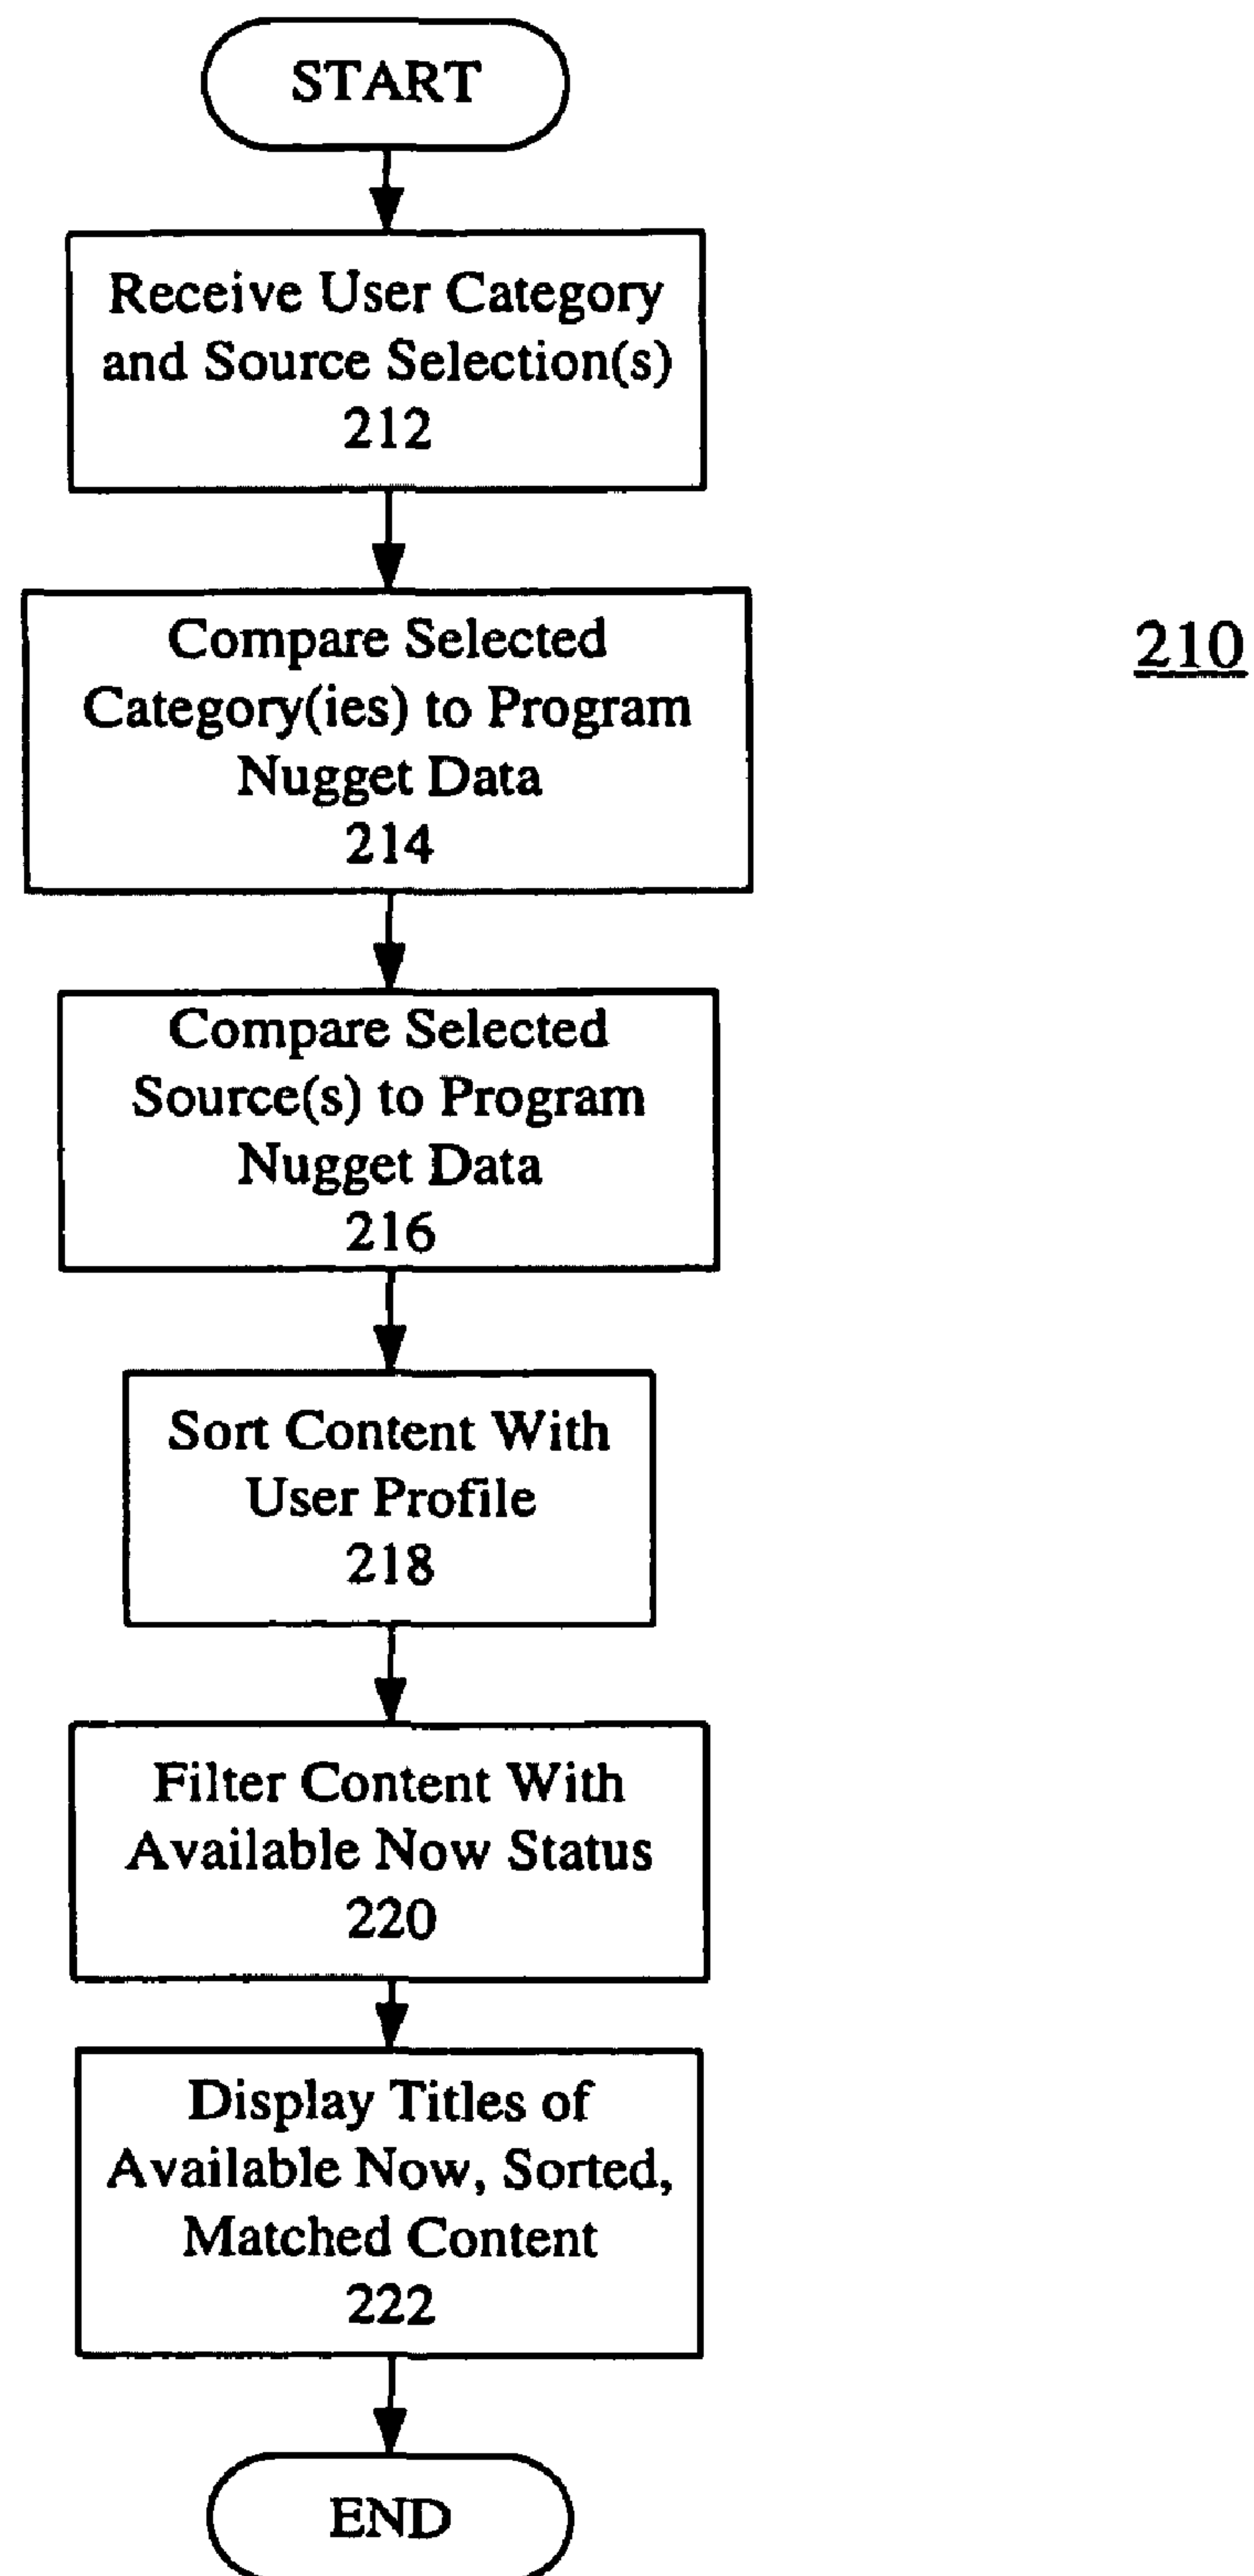 START
Receive User Category
and Source Selection(s)
212
Compare Selected
Category(ies) to Program
Nugget Data
214
210
Compare Selected
Source(s) to Program
Nugget Data
216
Sort Content With
User Profile
218
Filter Content With
Available Now Status
220
Display Titles of
Available Now, Sorted,
Matched Content
222
END